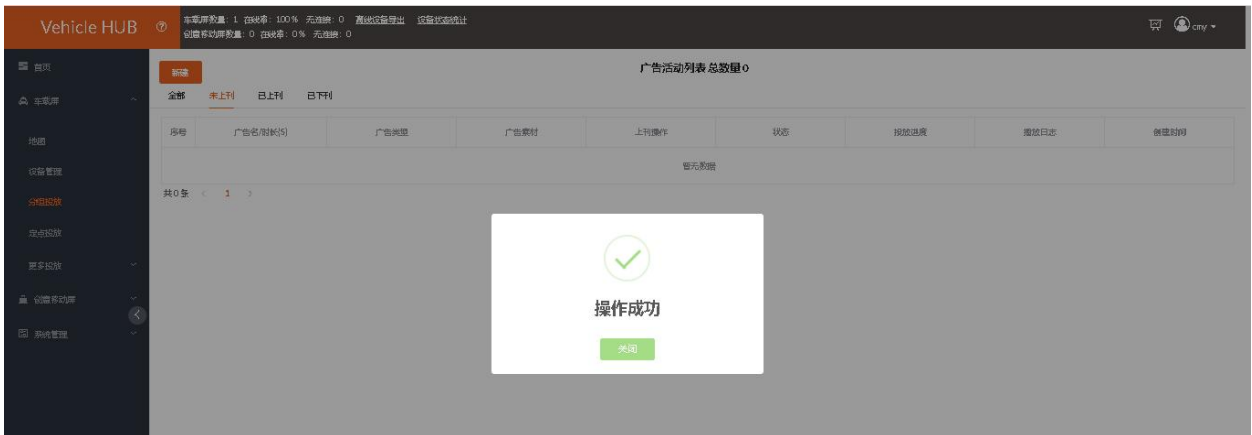 Vehicle HUB
车载屏数量: 1 在线率: 100% 无连接: 0 离线设备导出 设备状态统计
创意移动屏数量: 0 在线率: 0% 无连接: 0
cmy
首页
车载屏
地图
设备管理
分组投放
定点投放
更多投放
创意移动屏
系统管理
新建
广告活动列表 总数量0
全部 未上刊 已上刊 已下刊
序号 广告名/时长(S) 广告类型 广告素材 上刊操作 状态 投放进度 播放日志 创建时间
暂无数据
共0条 < 1 >
操作成功
关闭